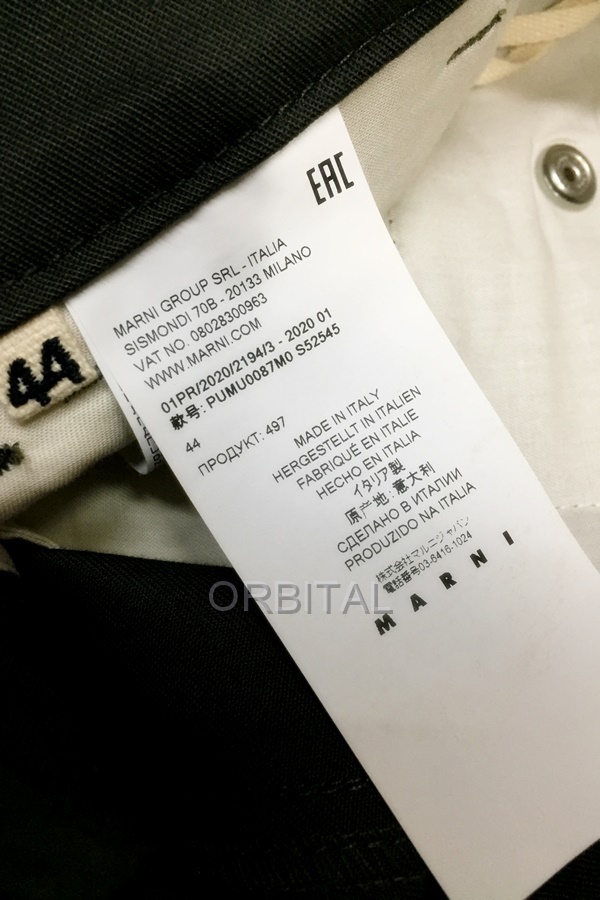 EAC
MARNI GROUP SRL - ITALIA
SISMONDI 70B - 20133 MILANO
VAT NO. 08028300963
WWW.MARNI.COM
01PR/2020/2194/3 - 2020 01
款号: PUMU0087M0 S52545
44
ПРОДУКТ: 497
MADE IN ITALY
HERGESTELLT IN ITALIEN
FABRIQUÉ EN ITALIE
HECHO EN ITALIA
イタリア製
原产地: 意大利
СДЕЛАНО В ИТАЛИИ
PRODUZIDO NA ITALIA
株式会社マルニジャパン
電話番号03-6416-1024
MARNI
44
ORBITAL